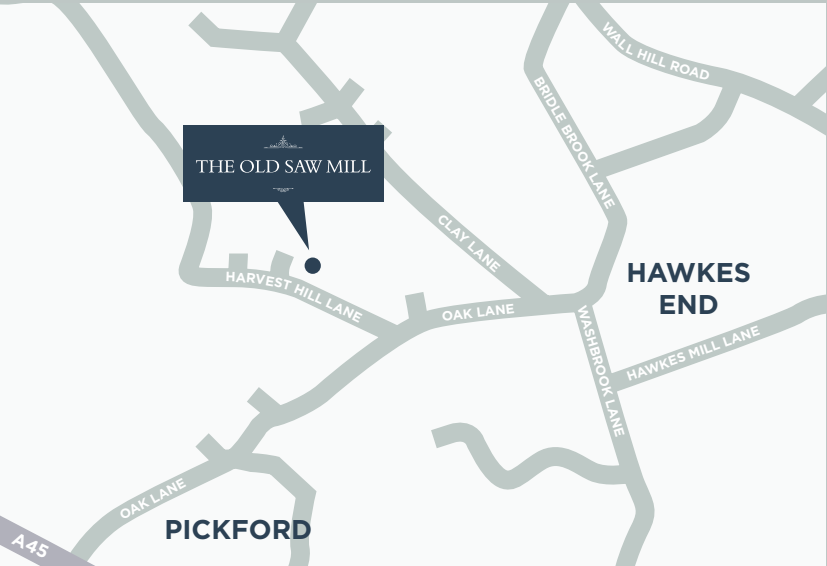 WALL HILL ROAD
BRIDLE BROOK LANE
THE OLD SAW MILL
CLAY LANE
HAWKES
END
HARVEST HILL LANE
OAK LANE
WASHBROOK LANE
HAWKES MILL LANE
OAK LANE
PICKFORD
A45